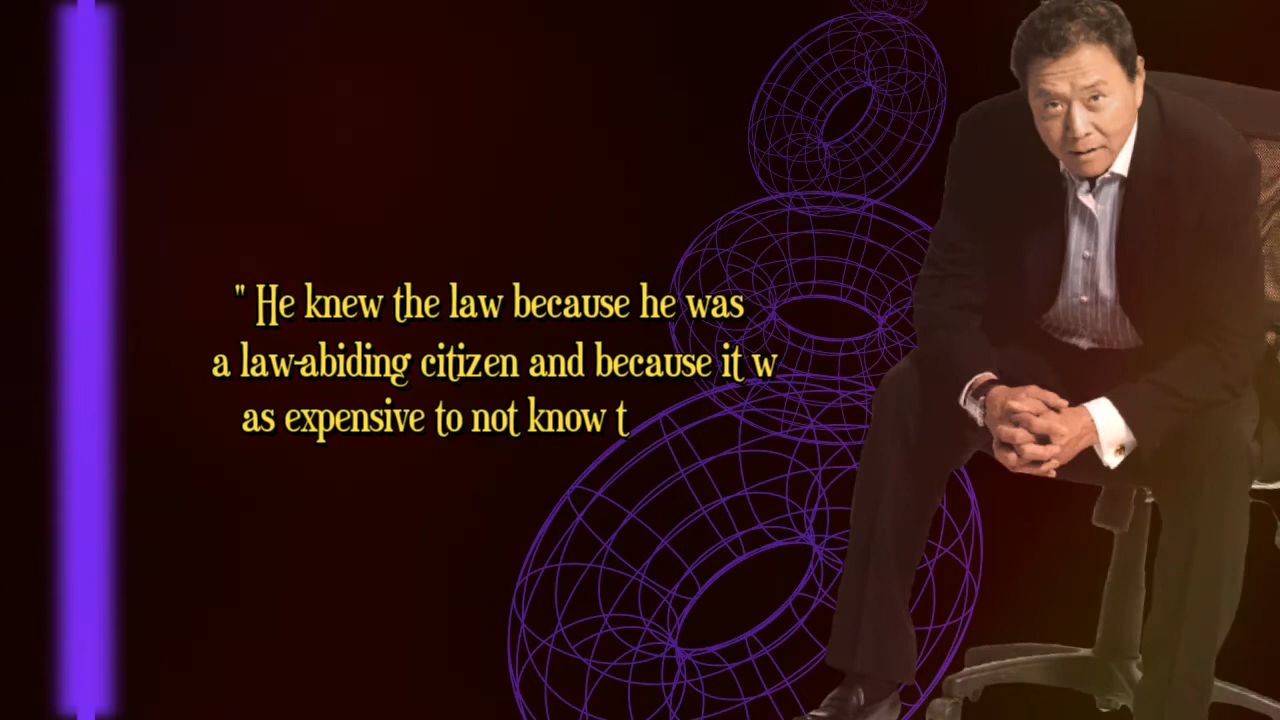 " He knew the law because he was
a law-abiding citizen and because it w
as expensive to not know t